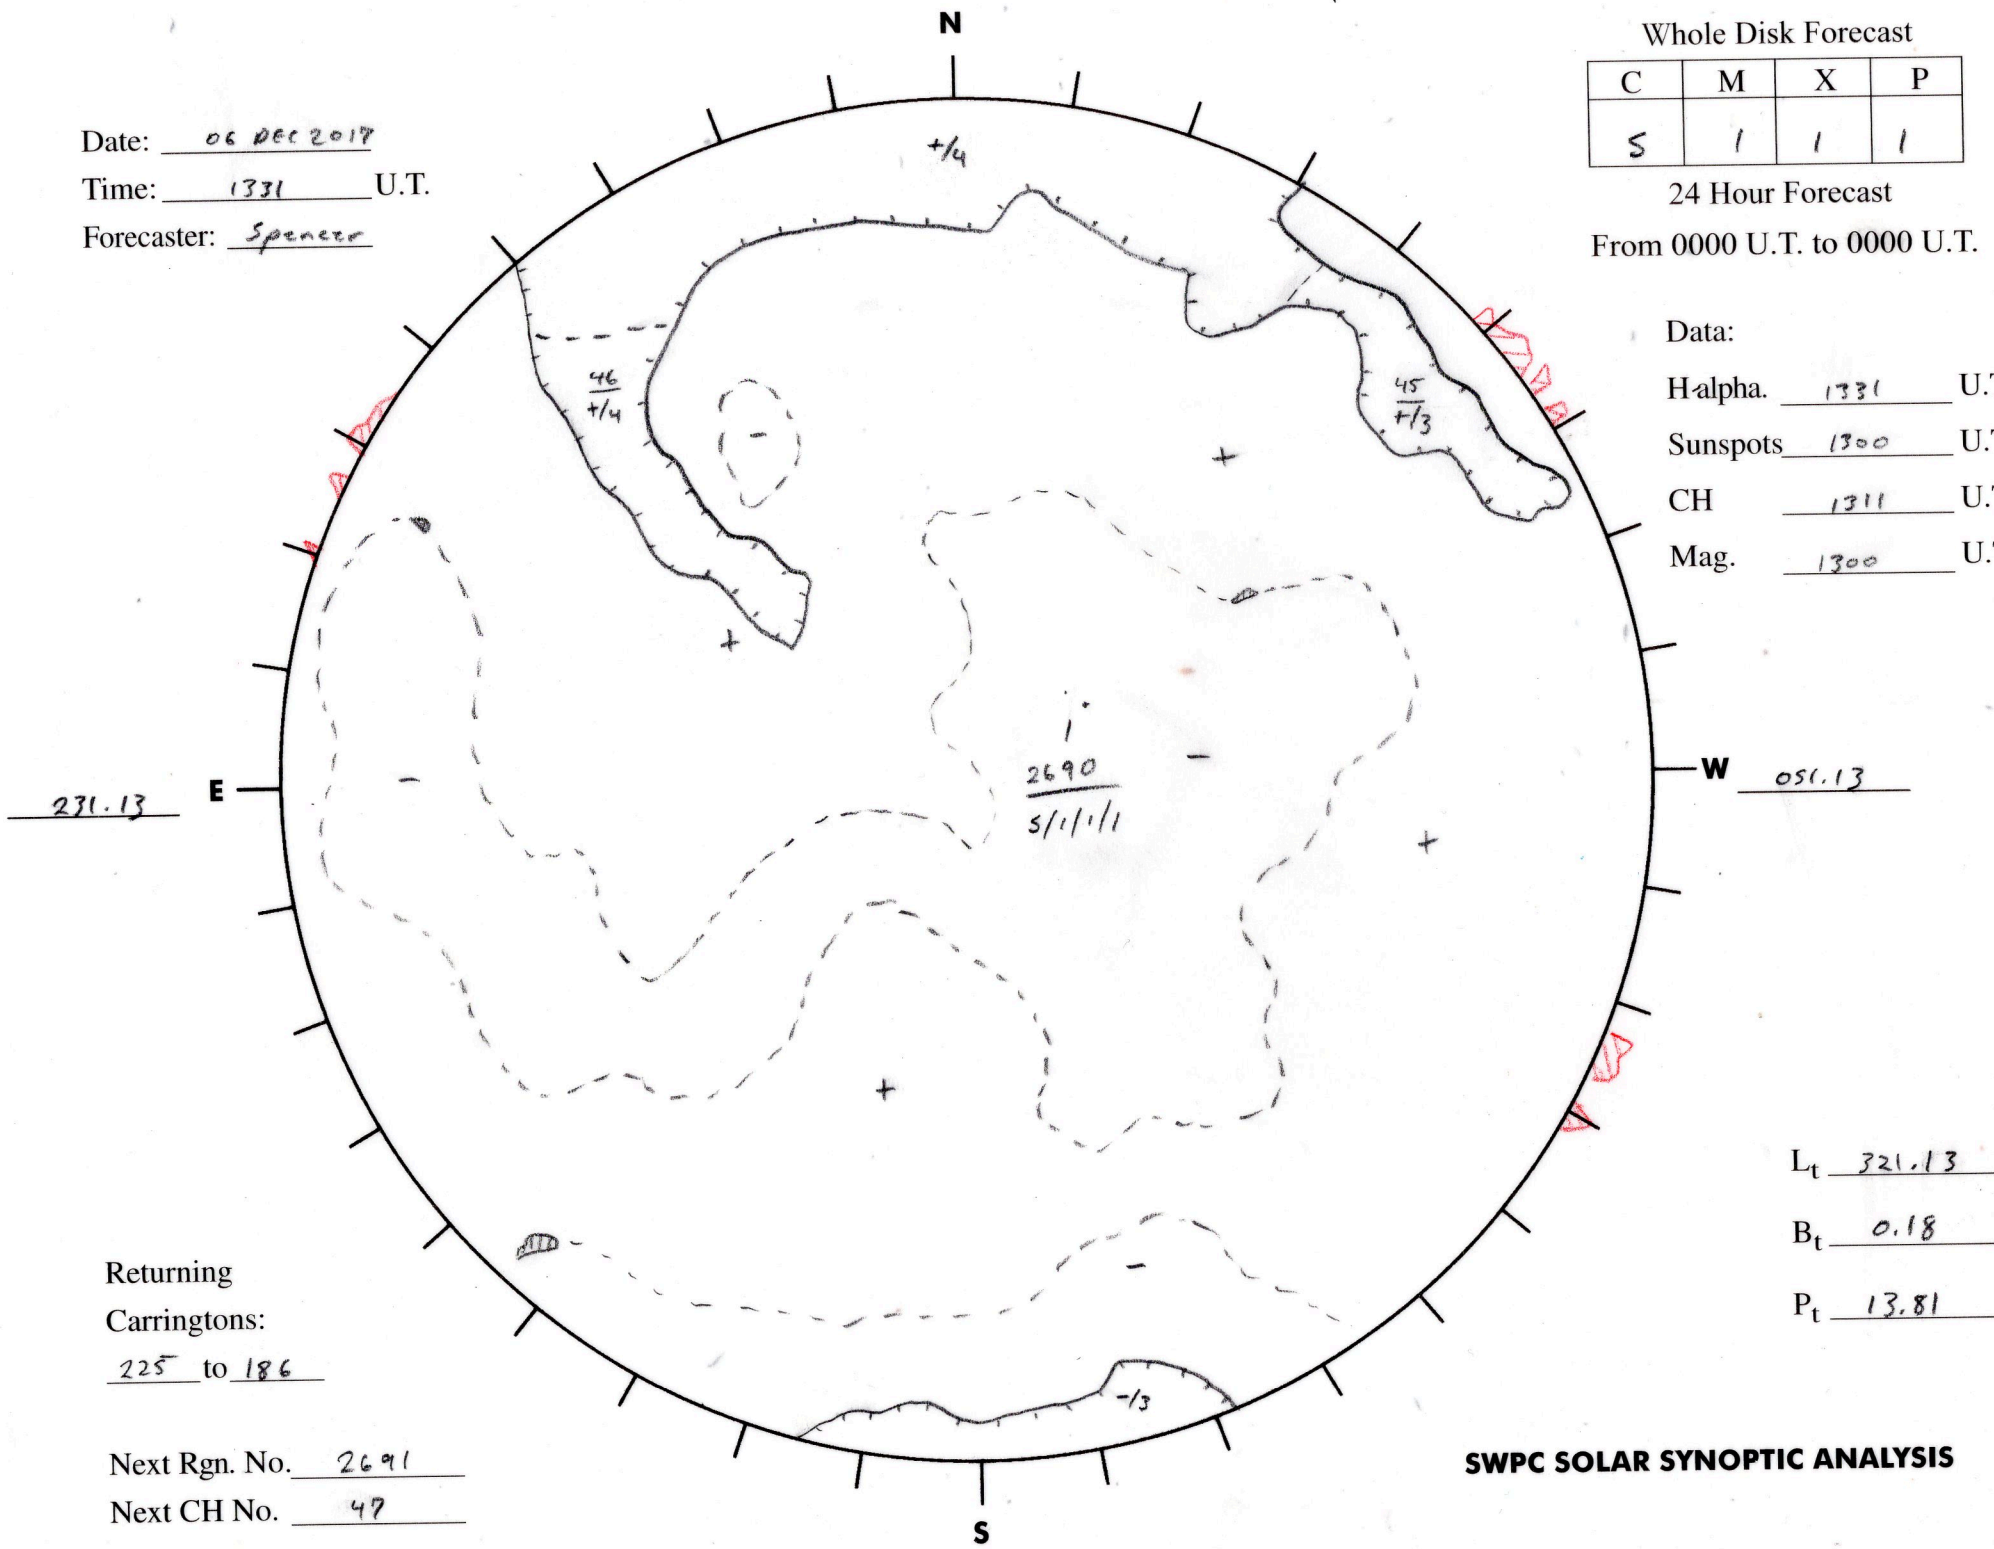 N
Whole Disk Forecast
C M X P
5 1 1 1
24 Hour Forecast
From 0000 U.T. to 0000 U.T.
Date: 06 DEC 2017
Time: 1331 U.T.
Forecaster: Spencer
+/4
Data:
H-alpha. 1331 U.T
Sunspots 1300 U.T
CH 1311 U.T
Mag. 1300 U.T
46
+/4
45
+/3
-
+
+
-
-
+
+
2690
5/1/1/1
231.13 E
W 051.13
Lt 321.13
Bt 0.18
Pt 13.81
-
-/3
Returning
Carringtons:
225 to 186
Next Rgn. No. 2691
Next CH No. 47
S
SWPC SOLAR SYNOPTIC ANALYSIS